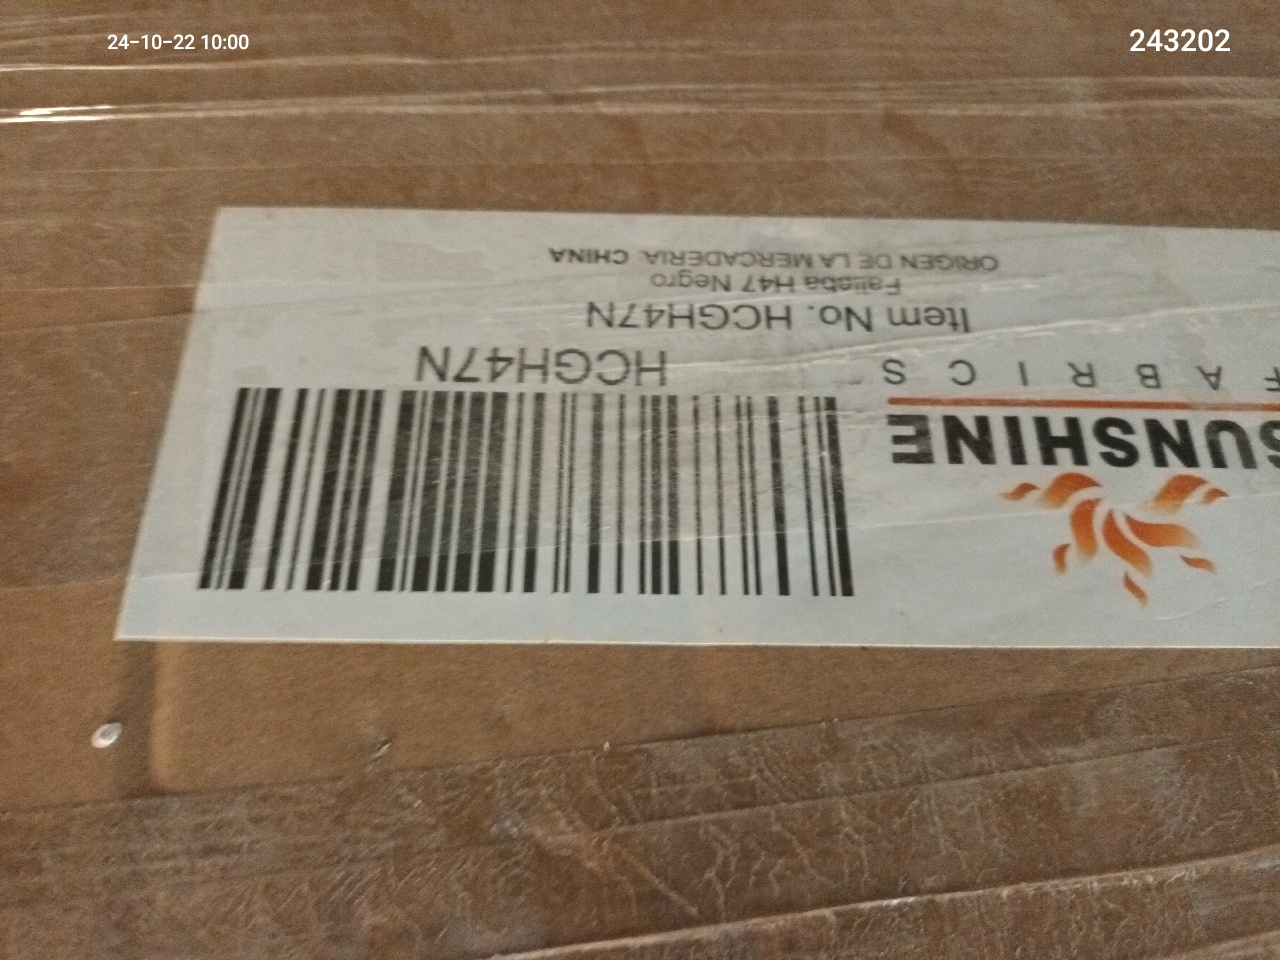 24-10-22 10:00
243202
SUNSHINE
FABRICS
HCGH47N
Item No. HCGH47N
Failaba H47 Negro
ORIGEN DE LA MERCADERIA: CHINA